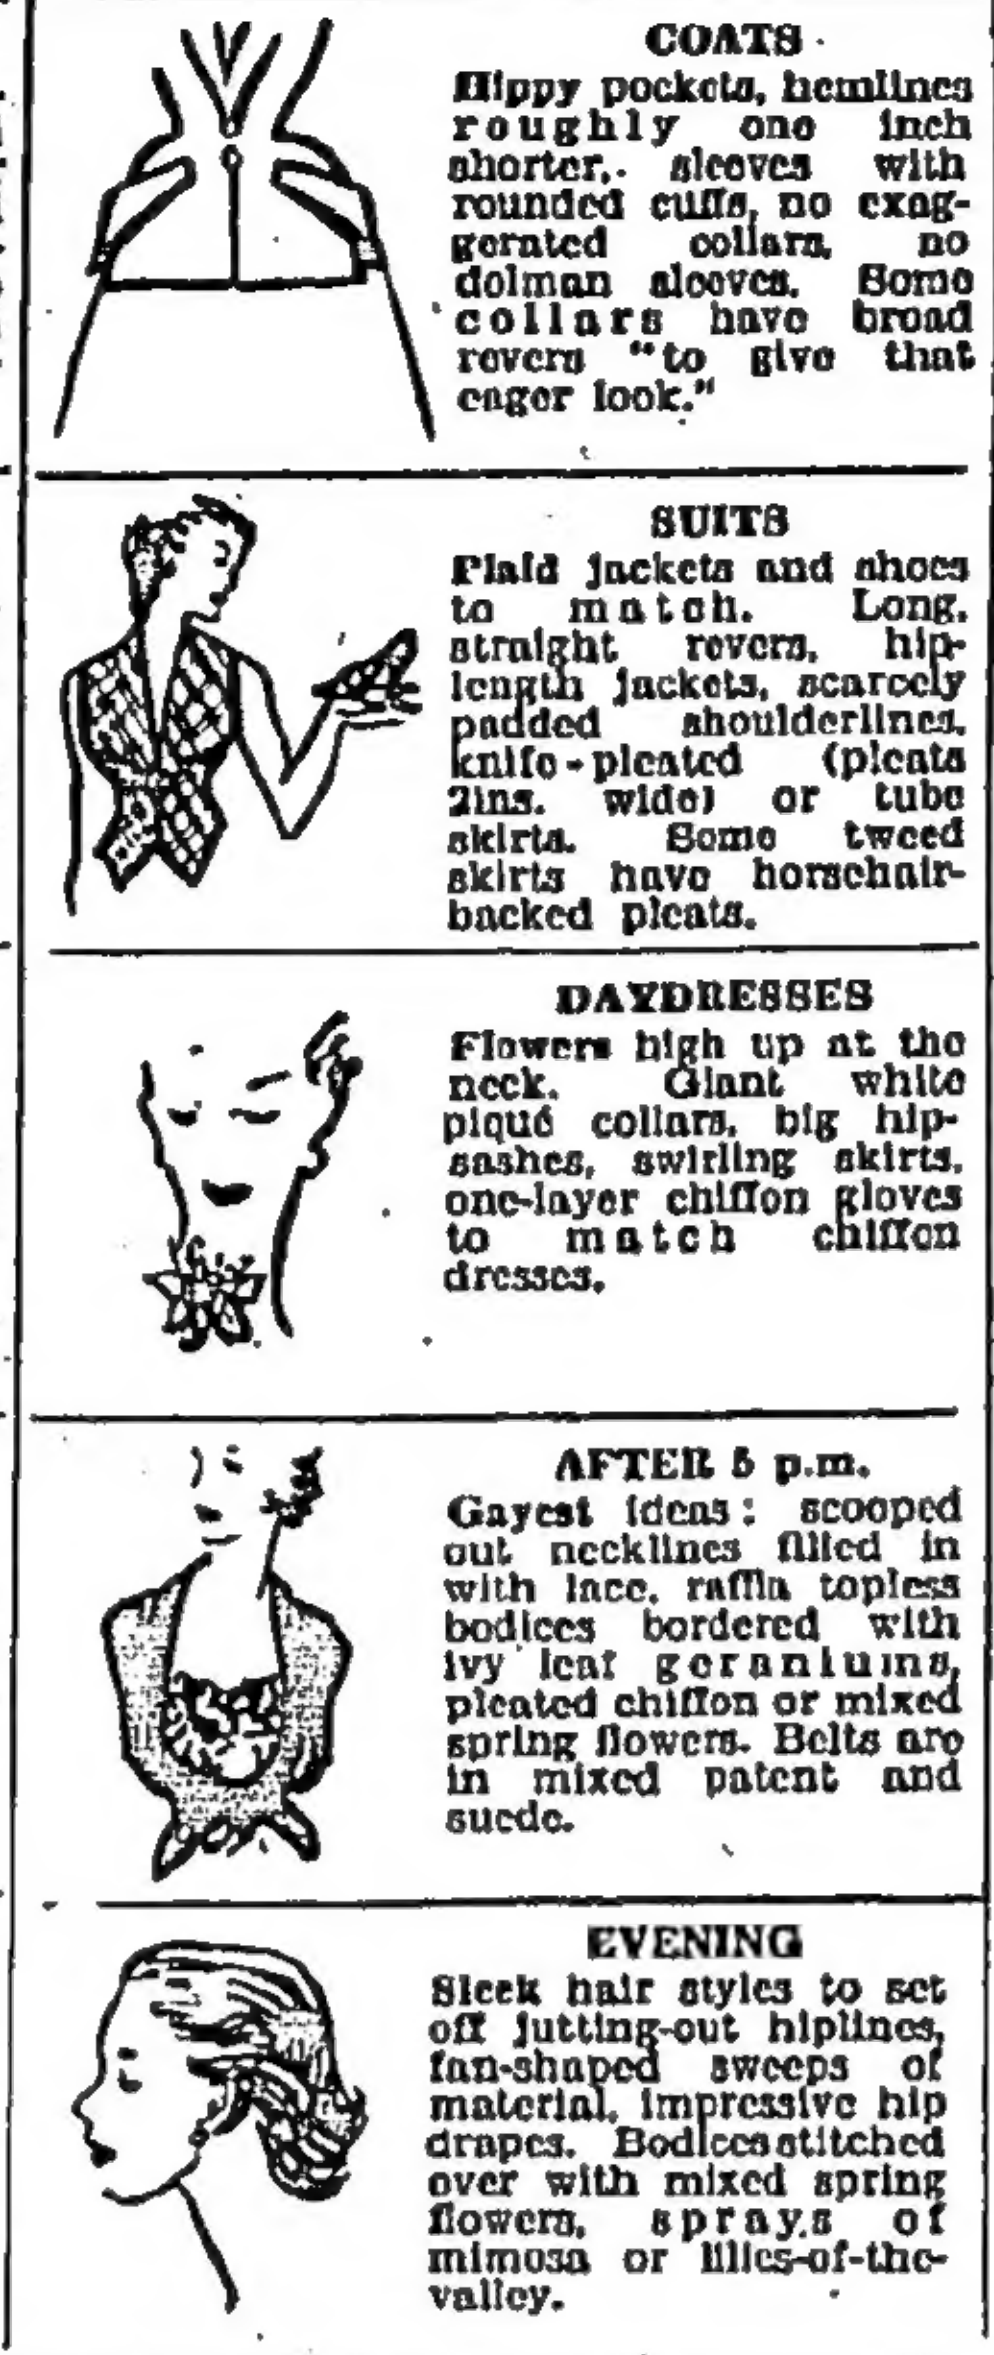 COATS
Hippy pockets, hemlines
roughly one inch
shorter, sleeves with
rounded cuffs, no exag-
gerated collars, no
dolman sleeves. Some
collars have broad
revers "to give that
eager look."
SUITS
Plaid jackets and shoes
to match. Long,
straight revers, hip-
length jackets, scarcely
padded shoulderlines,
knife-pleated (pleats
2ins. wide) or tube
skirts. Some tweed
skirts have horsehair-
backed pleats.
DAYDRESSES
Flowers high up at the
neck. Giant white
piqué collars, big hip-
sashes, swirling skirts,
one-layer chiffon gloves
to match chiffon
dresses.
AFTER 5 p.m.
Gayest ideas: scooped
out necklines filled in
with lace, raffia topless
bodices bordered with
ivy leaf geraniums,
pleated chiffon or mixed
spring flowers. Belts are
in mixed patent and
suede.
EVENING
Sleek hair styles to set
off jutting-out hiplines,
fan-shaped sweeps of
material, impressive hip
drapes. Bodices stitched
over with mixed spring
flowers, sprays of
mimosa or lilies-of-the-
valley.